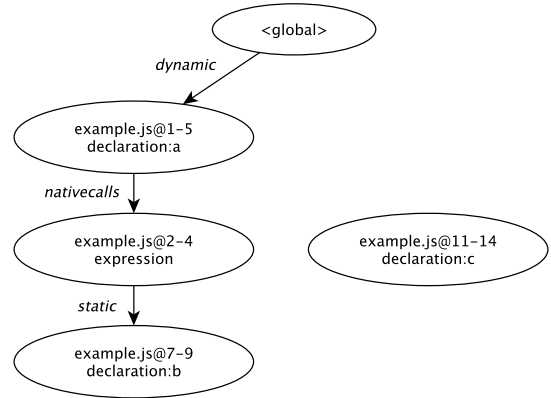 <global>
dynamic
example.js@1-5
declaration:a
nativecalls
example.js@2-4
expression
example.js@11-14
declaration:c
static
example.js@7-9
declaration:b